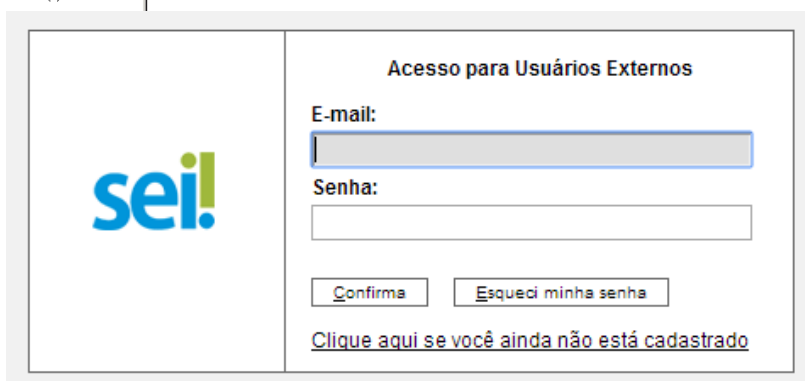 sei!
Acesso para Usuários Externos
E-mail:
Senha:
Confirma
Esqueci minha senha
Clique aqui se você ainda não está cadastrado